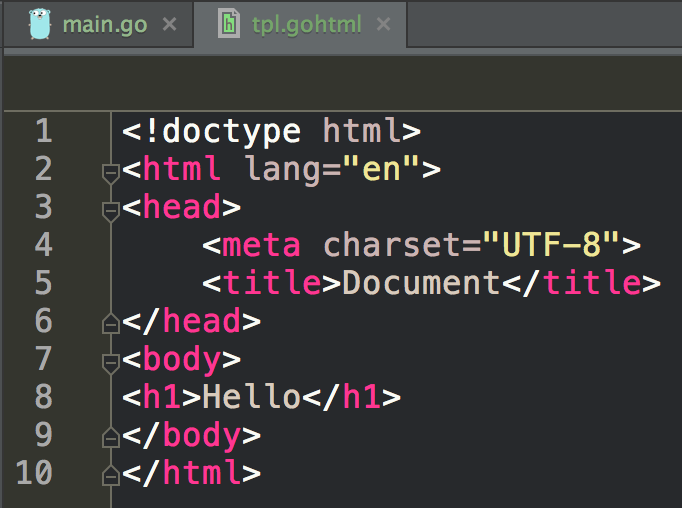 main.go × tpl.gohtml ×
1 <!doctype html>
2 <html lang="en">
3 <head>
4     <meta charset="UTF-8">
5     <title>Document</title>
6 </head>
7 <body>
8 <h1>Hello</h1>
9 </body>
10 </html>